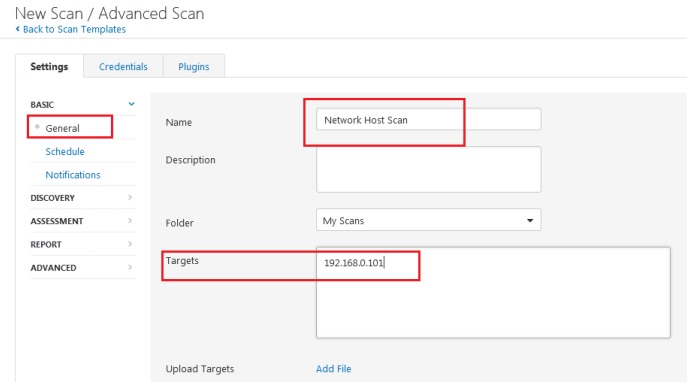 New Scan / Advanced Scan
Back to Scan Templates
Settings Credentials Plugins
BASIC
General
Schedule
Notifications
DISCOVERY
ASSESSMENT
REPORT
ADVANCED
Name Network Host Scan
Description
Folder My Scans
Targets 192.168.0.101
Upload Targets Add File